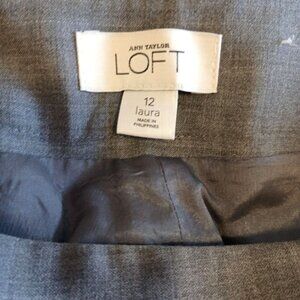 ANN TAYLOR
LOFT
12
laura
MADE IN
PHILIPPINES